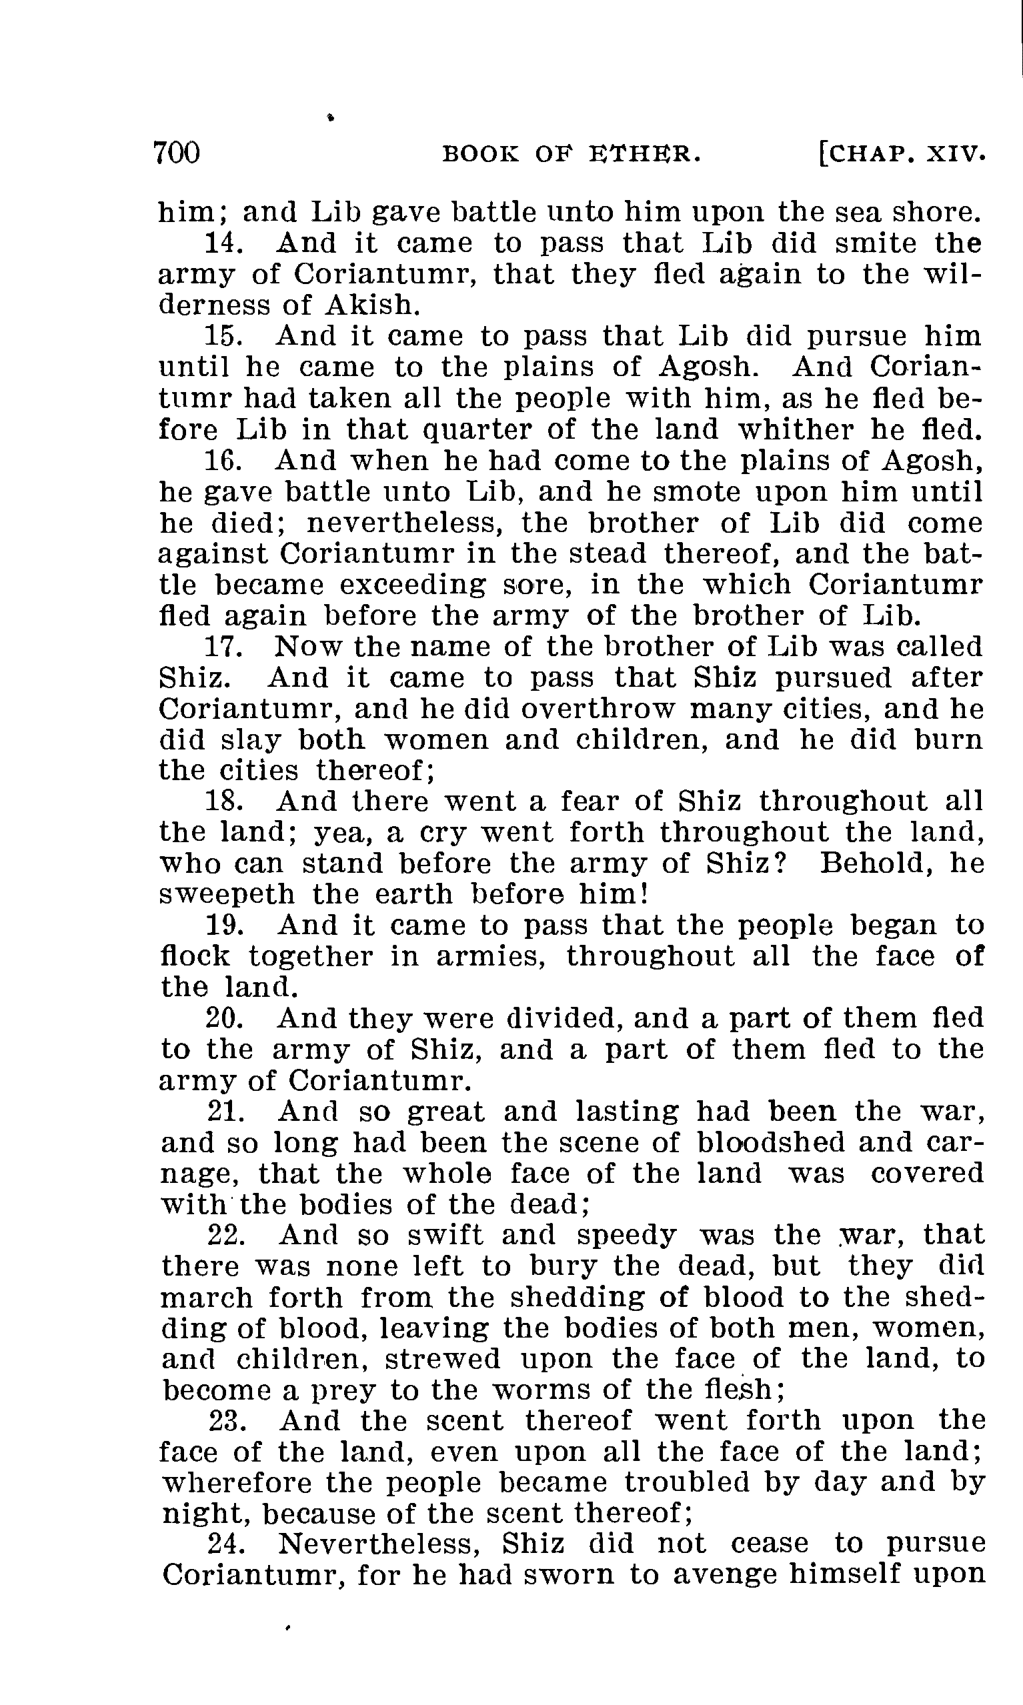 700 BOOK OF ETHER. [CHAP. XIV.
him; and Lib gave battle unto him upon the sea shore.
14. And it came to pass that Lib did smite the
army of Coriantumr, that they fled again to the wil-
derness of Akish.
15. And it came to pass that Lib did pursue him
until he came to the plains of Agosh. And Corian-
tumr had taken all the people with him, as he fled be-
fore Lib in that quarter of the land whither he fled.
16. And when he had come to the plains of Agosh,
he gave battle unto Lib, and he smote upon him until
he died; nevertheless, the brother of Lib did come
against Coriantumr in the stead thereof, and the bat-
tle became exceeding sore, in the which Coriantumr
fled again before the army of the brother of Lib.
17. Now the name of the brother of Lib was called
Shiz. And it came to pass that Shiz pursued after
Coriantumr, and he did overthrow many cities, and he
did slay both women and children, and he did burn
the cities thereof;
18. And there went a fear of Shiz throughout all
the land; yea, a cry went forth throughout the land,
who can stand before the army of Shiz? Behold, he
sweepeth the earth before him!
19. And it came to pass that the people began to
flock together in armies, throughout all the face of
the land.
20. And they were divided, and a part of them fled
to the army of Shiz, and a part of them fled to the
army of Coriantumr.
21. And so great and lasting had been the war,
and so long had been the scene of bloodshed and car-
nage, that the whole face of the land was covered
with the bodies of the dead;
22. And so swift and speedy was the war, that
there was none left to bury the dead, but they did
march forth from the shedding of blood to the shed-
ding of blood, leaving the bodies of both men, women,
and children, strewed upon the face of the land, to
become a prey to the worms of the flesh;
23. And the scent thereof went forth upon the
face of the land, even upon all the face of the land;
wherefore the people became troubled by day and by
night, because of the scent thereof;
24. Nevertheless, Shiz did not cease to pursue
Coriantumr, for he had sworn to avenge himself upon